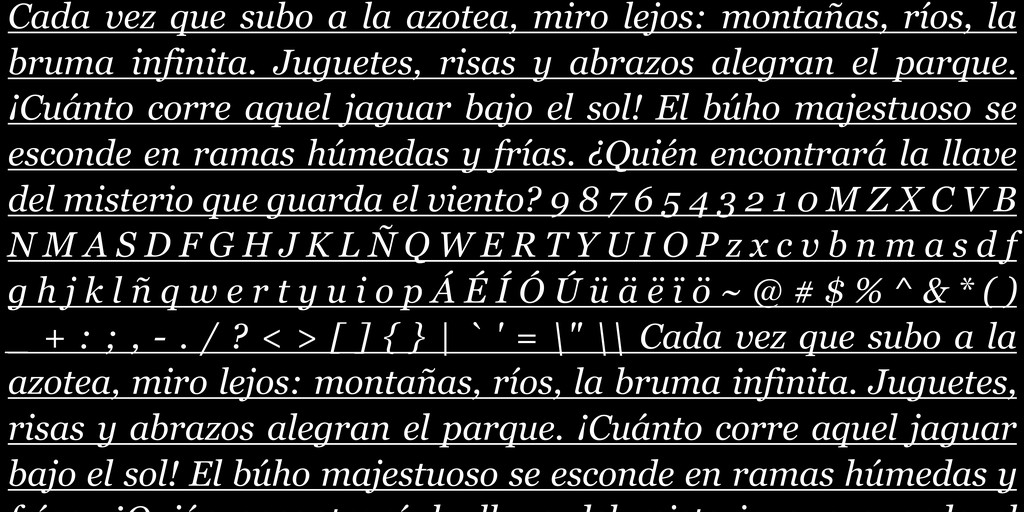 Cada vez que subo a la azotea, miro lejos: montañas, ríos, la
bruma infinita. Juguetes, risas y abrazos alegran el parque.
¡Cuánto corre aquel jaguar bajo el sol! El búho majestuoso se
esconde en ramas húmedas y frías. ¿Quién encontrará la llave
del misterio que guarda el viento? 9 8 7 6 5 4 3 2 1 0 M Z X C V B
N M A S D F G H J K L Ñ Q W E R T Y U I O P z x c v b n m a s d f
g h j k l ñ q w e r t y u i o p Á É Í Ó Ú ü ä ë ï ö ~ @ # $ % ^ & * ( )
_ + : ; , - . / ? < > [ ] { } | ` ' = \" \\ Cada vez que subo a la
azotea, miro lejos: montañas, ríos, la bruma infinita. Juguetes,
risas y abrazos alegran el parque. ¡Cuánto corre aquel jaguar
bajo el sol! El búho majestuoso se esconde en ramas húmedas y